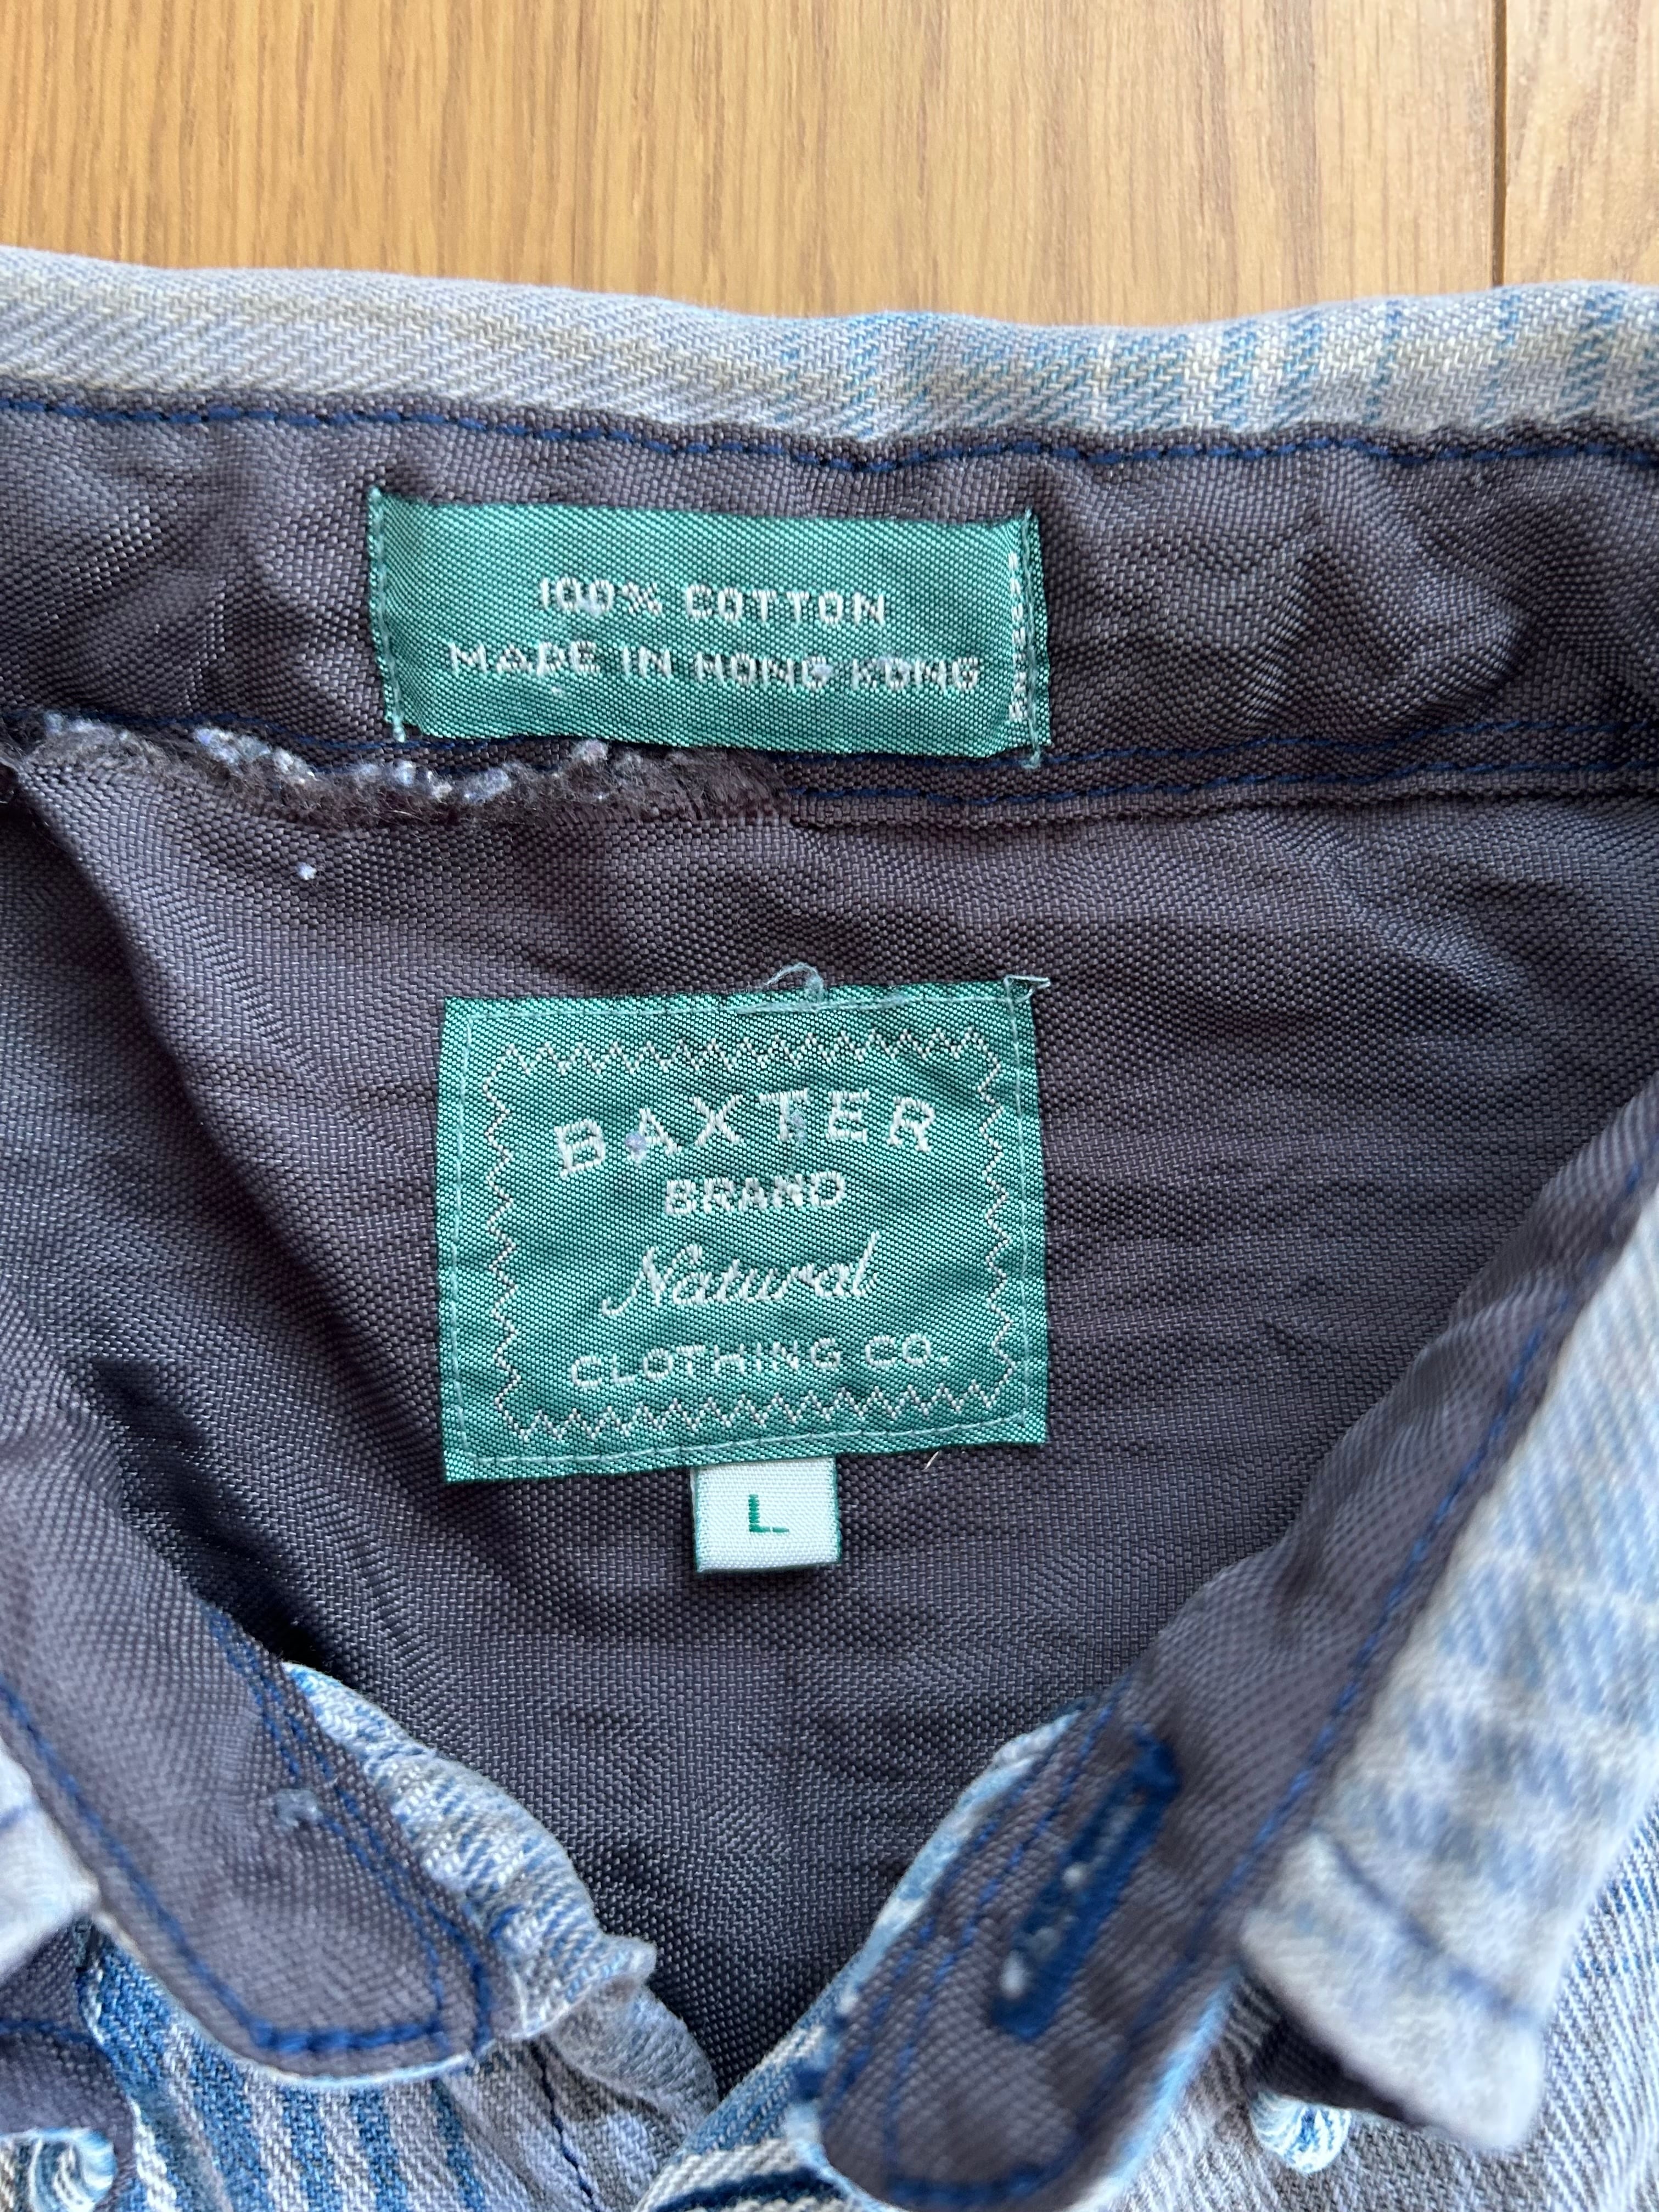 100% COTTON
MADE IN HONG KONG
BAXTER
BRAND
Natural
CLOTHING CO.
L